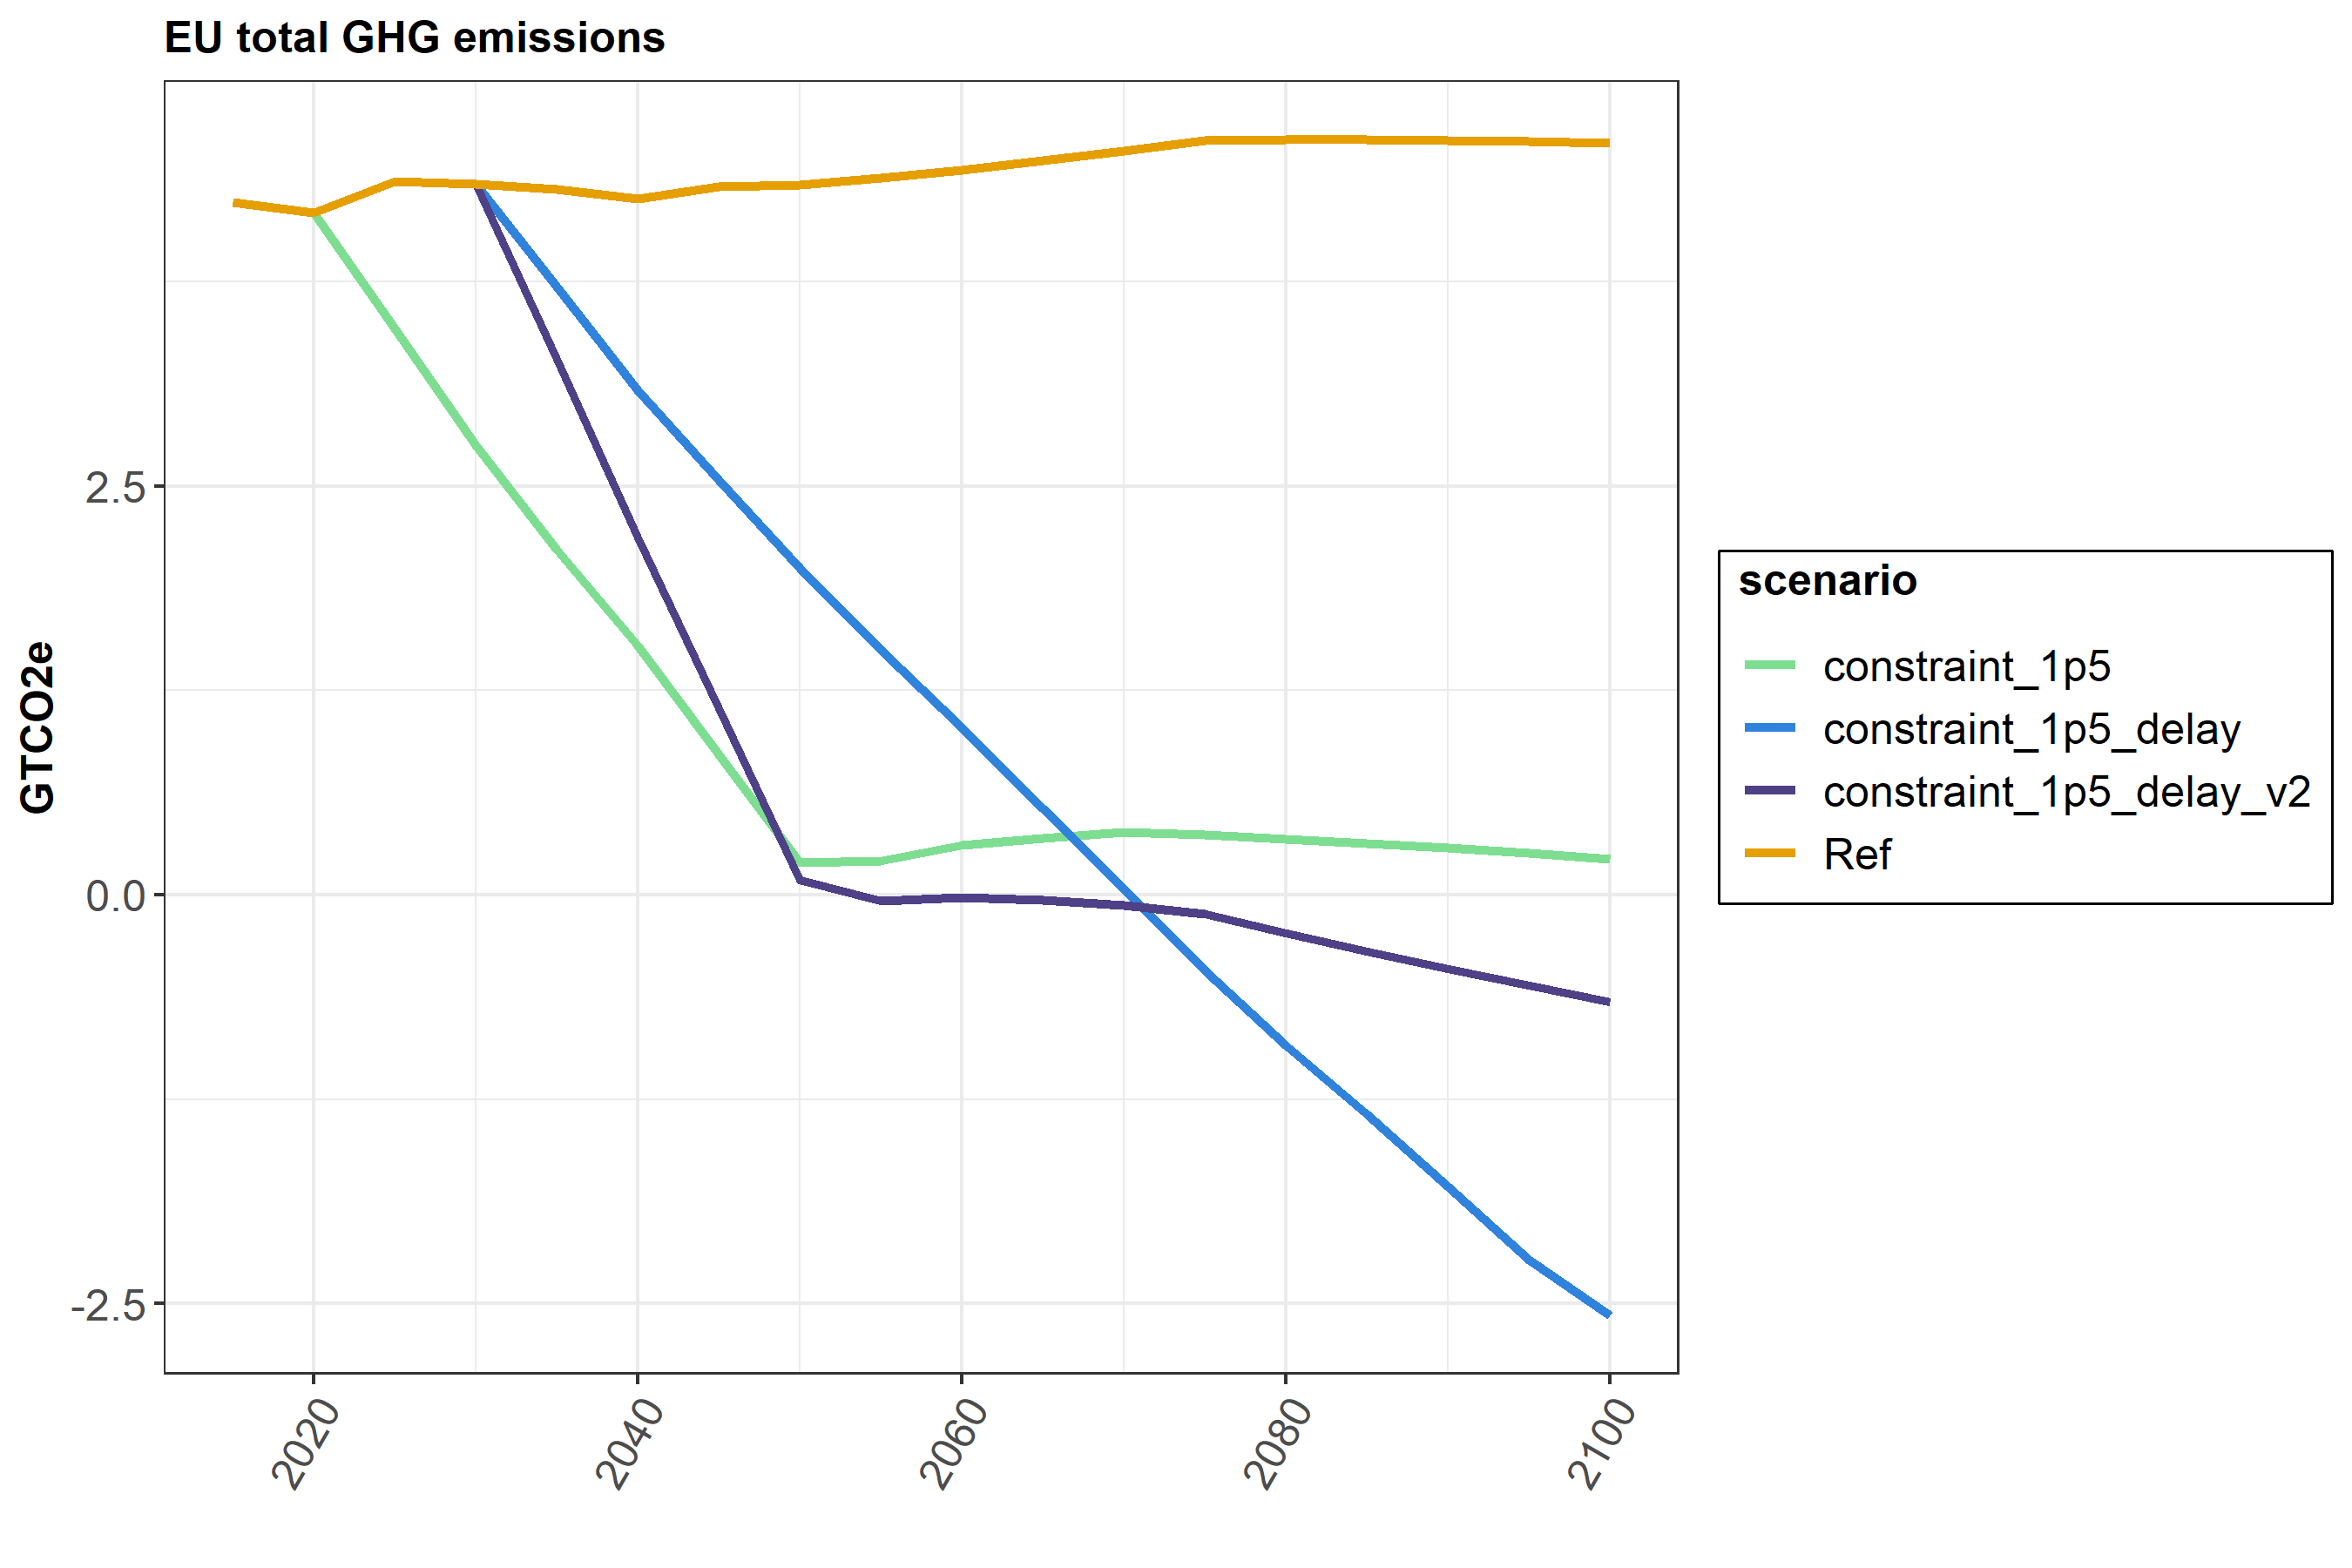 EU total GHG emissions
GTCO2e
2.5
0.0
-2.5
2020
2040
2060
2080
2100
scenario
constraint_1p5
constraint_1p5_delay
constraint_1p5_delay_v2
Ref